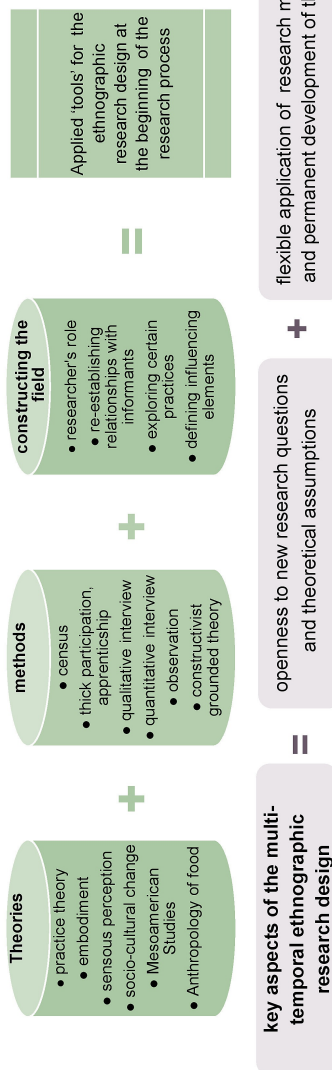 Theories
• practice theory
• embodiment
• sensous perception
• socio-cultural change
• Mesoamerican
Studies
• Anthropology of food
+
methods
• census
• thick participation,
apprenticship
• qualitative interview
• quantitative interview
• observation
• constructivist
grounded theory
+
constructing the
field
• researcher's role
• re-establishing
relationships with
informants
• exploring certain
practices
• defining influencing
elements
=
Applied 'tools' for the
ethnographic
research design at
the beginning of the
research process
key aspects of the multi-
temporal ethnographic
research design
=
openness to new research questions
and theoretical assumptions
+
flexible application of research
and permanent development of